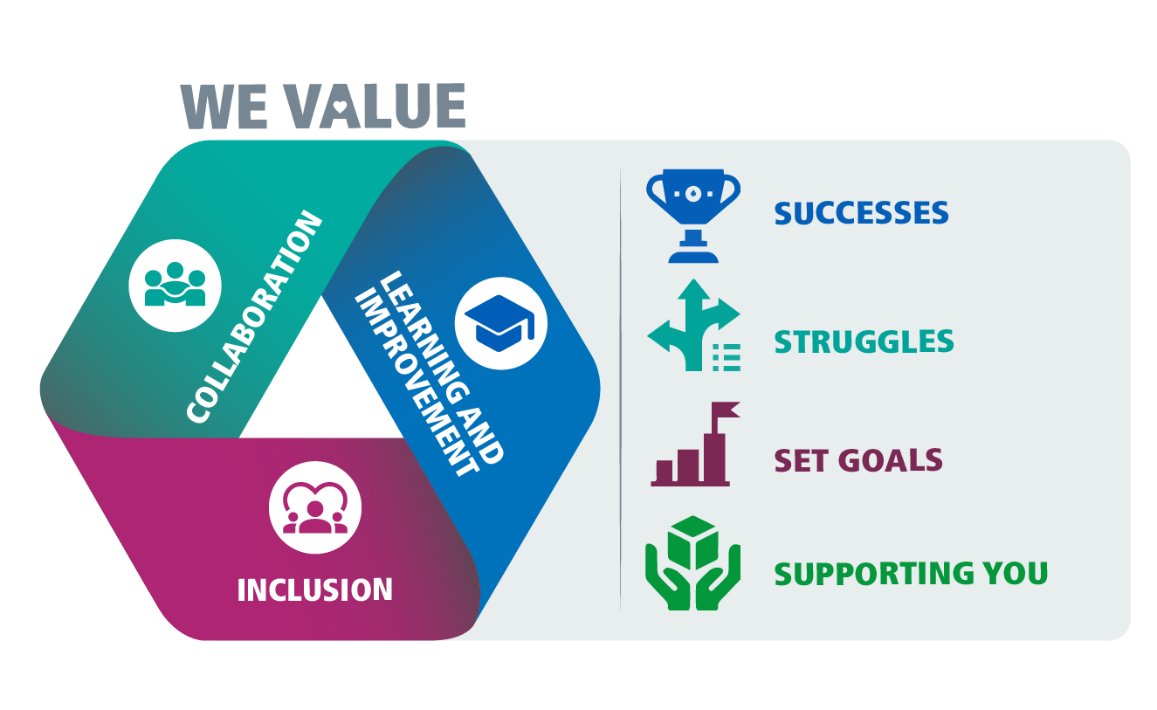 WE VALUE
COLLABORATION
LEARNING AND
IMPROVEMENT
INCLUSION
SUCCESSES
STRUGGLES
SET GOALS
SUPPORTING YOU